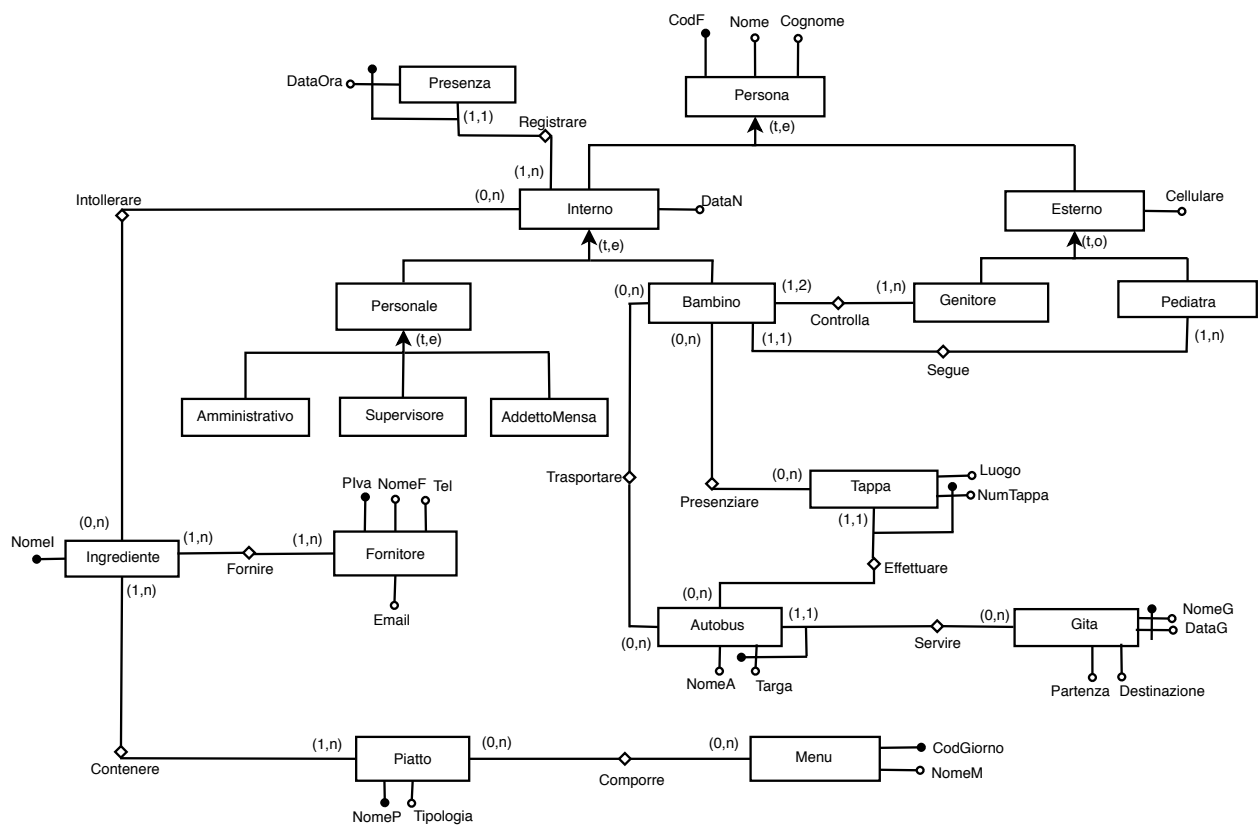 CodF Nome Cognome
DataOra Presenza
Persona
(1,1)
Registrare
(t,e)
(1,n)
Intollerare
(0,n)
Interno
DataN
Esterno
Cellulare
(t,e)
(t,o)
Personale
(0,n)
Bambino
(1,2)
(1,n)
Genitore
Pediatra
Controlla
(t,e)
(0,n)
(1,1)
(1,n)
Segue
Amministrativo
Supervisore
AddettoMensa
Trasportare
Presenziare
(0,n)
Tappa
Luogo
NumTappa
(1,1)
PIva NomeF Tel
(0,n)
NomeI
Ingrediente
(1,n)
Fornire
(1,n)
Fornitore
(1,n)
Email
Effettuare
(0,n)
(0,n)
Autobus
(1,1)
Servire
(0,n)
Gita
NomeG
DataG
NomeA
Targa
Partenza
Destinazione
Contenere
(1,n)
Piatto
(0,n)
Comporre
(0,n)
Menu
CodGiorno
NomeM
NomeP
Tipologia